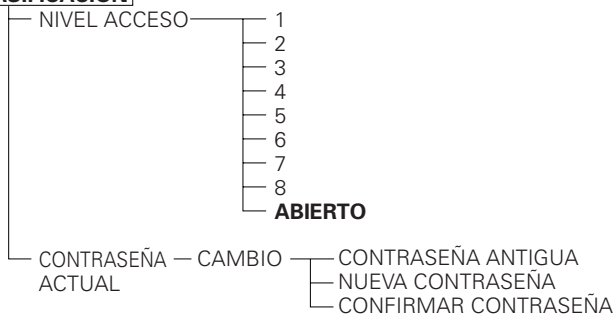 NIVEL ACCESO
1
2
3
4
5
6
7
8
ABIERTO
CONTRASEÑA ACTUAL
CAMBIO
CONTRASEÑA ANTIGUA
NUEVA CONTRASEÑA
CONFIRMAR CONTRASEÑA